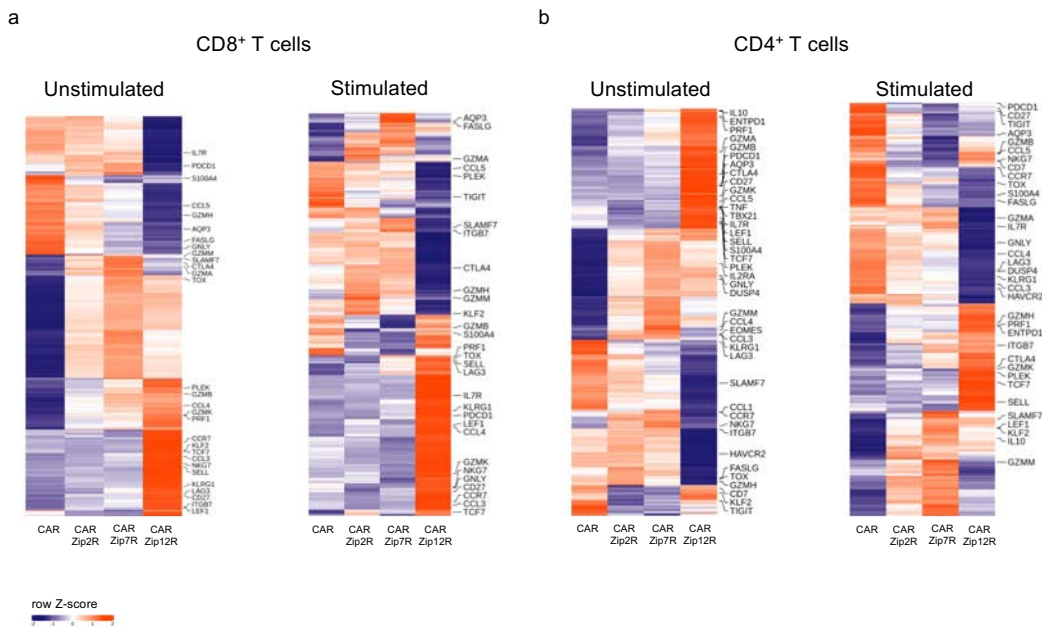 a
b
CD8+ T cells
CD4+ T cells
Unstimulated
Stimulated
Unstimulated
Stimulated
IL7R
PDCD1
S100A4
CCL5
GZMH
AQP3
FASLG
GNLY
GZMM
SLAMF7
CTLA4
GZMA
TOX
PLEK
GZMB
CCL4
GZMK
PRF1
CCR7
KLF2
TCF7
CCL3
NKG7
SELL
KLRG1
LAG3
CD27
ITGB7
LEF1
CAR
CAR
Zip2R
CAR
Zip7R
CAR
Zip12R
AQP3
FASLG
GZMA
CCL5
PLEK
TIGIT
SLAMF7
ITGB7
CTLA4
GZMH
GZMM
KLF2
GZMB
S100A4
PRF1
TOX
SELL
LAG3
IL7R
KLRG1
PDCD1
LEF1
CCL4
GZMK
NKG7
GNLY
CD27
CCR7
CCL3
TCF7
CAR
CAR
Zip2R
CAR
Zip7R
CAR
Zip12R
IL10
ENTPD1
PRF1
GZMA
GZMB
PDCD1
AQP3
CTLA4
CD27
GZMK
CCL5
TNF
TBX21
IL7R
LEF1
SELL
S100A4
TCF7
PLEK
IL2RA
GNLY
DUSP4
GZMM
CCL4
EOMES
CCL3
KLRG1
LAG3
SLAMF7
CCL1
CCR7
NKG7
ITGB7
HAVCR2
FASLG
TOX
GZMH
CD7
KLF2
TIGIT
CAR
CAR
Zip2R
CAR
Zip7R
CAR
Zip12R
PDCD1
CD27
TIGIT
AQP3
GZMB
CCL5
NKG7
CD7
CCR7
TOX
S100A4
FASLG
GZMA
IL7R
GNLY
CCL4
LAG3
DUSP4
KLRG1
CCL3
HAVCR2
GZMH
PRF1
ENTPD1
ITGB7
CTLA4
GZMK
PLEK
TCF7
SELL
SLAMF7
LEF1
KLF2
IL10
GZMM
CAR
CAR
Zip2R
CAR
Zip7R
CAR
Zip12R
row Z-score
-2 -1 0 1 2